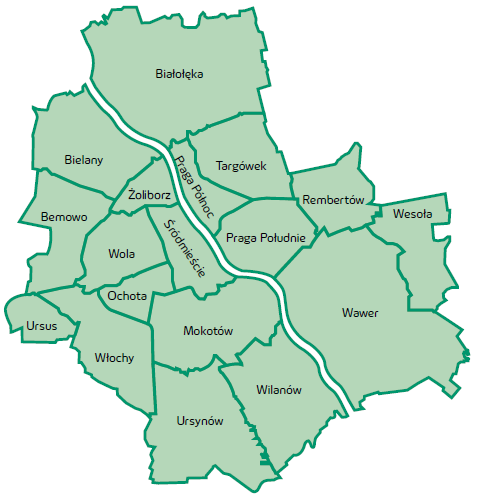 Białołęka
Bielany
Praga Północ
Targówek
Żoliborz
Rembertów
Bemowo
Wesoła
Śródmieście
Praga Południe
Wola
Ochota
Wawer
Ursus
Mokotów
Włochy
Wilanów
Ursynów